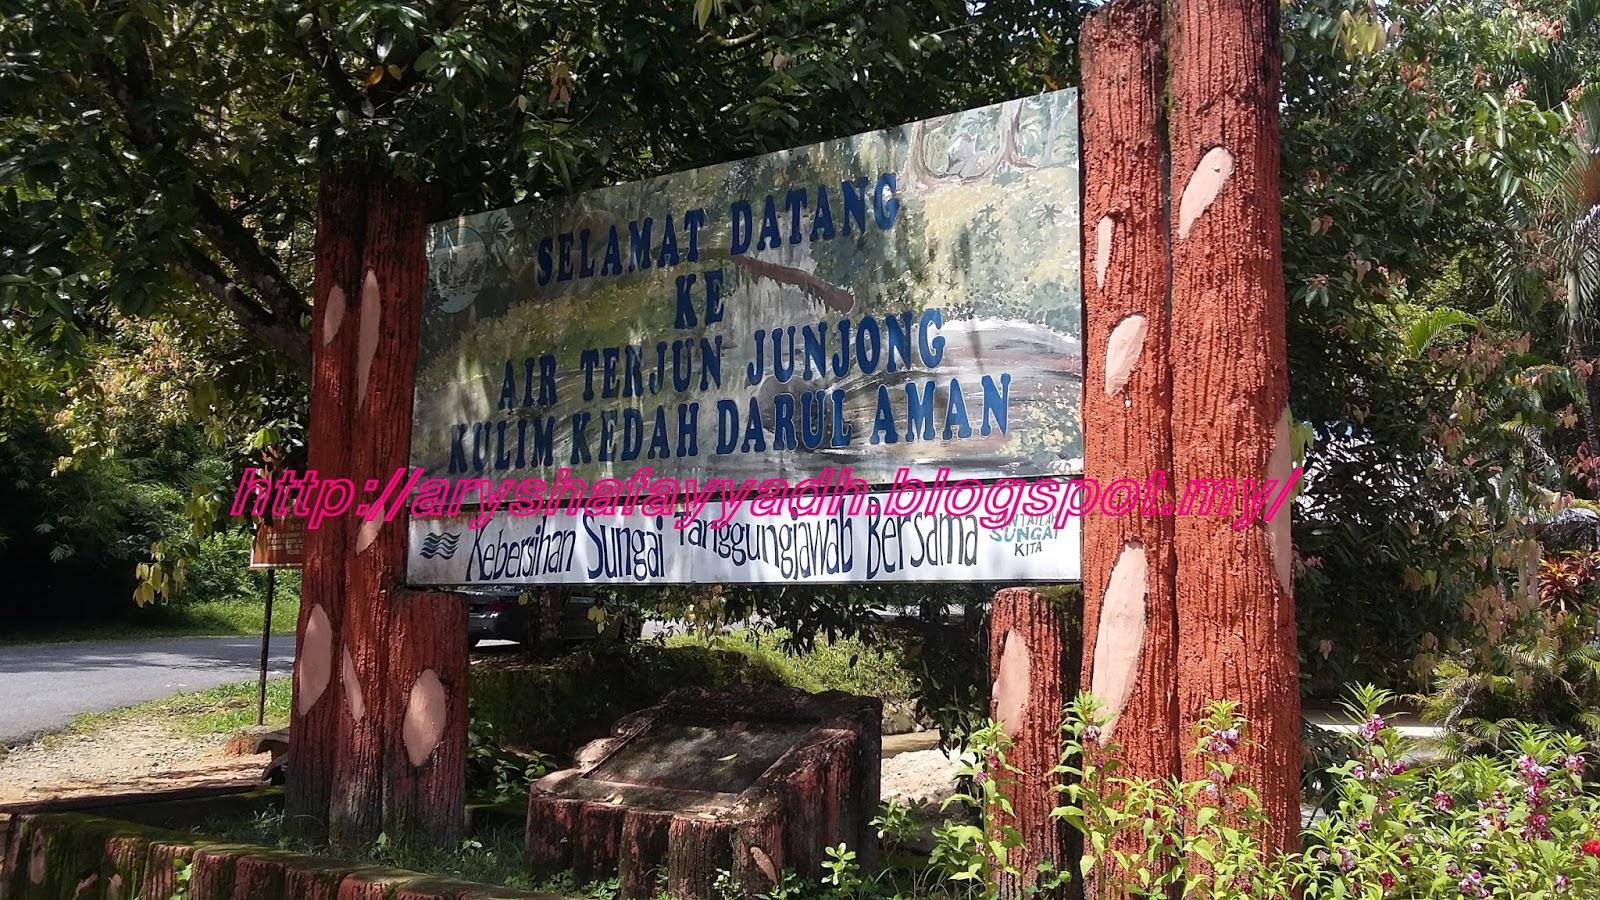 SELAMAT DATANG
KE
AIR TERJUN JUNJONG
KULIM KEDAH DARUL AMAN
http://aryshafayyadh.blogspot.my/
Kebersihan Sungai Tanggungjawab Bersama
SUNGAI
KITA